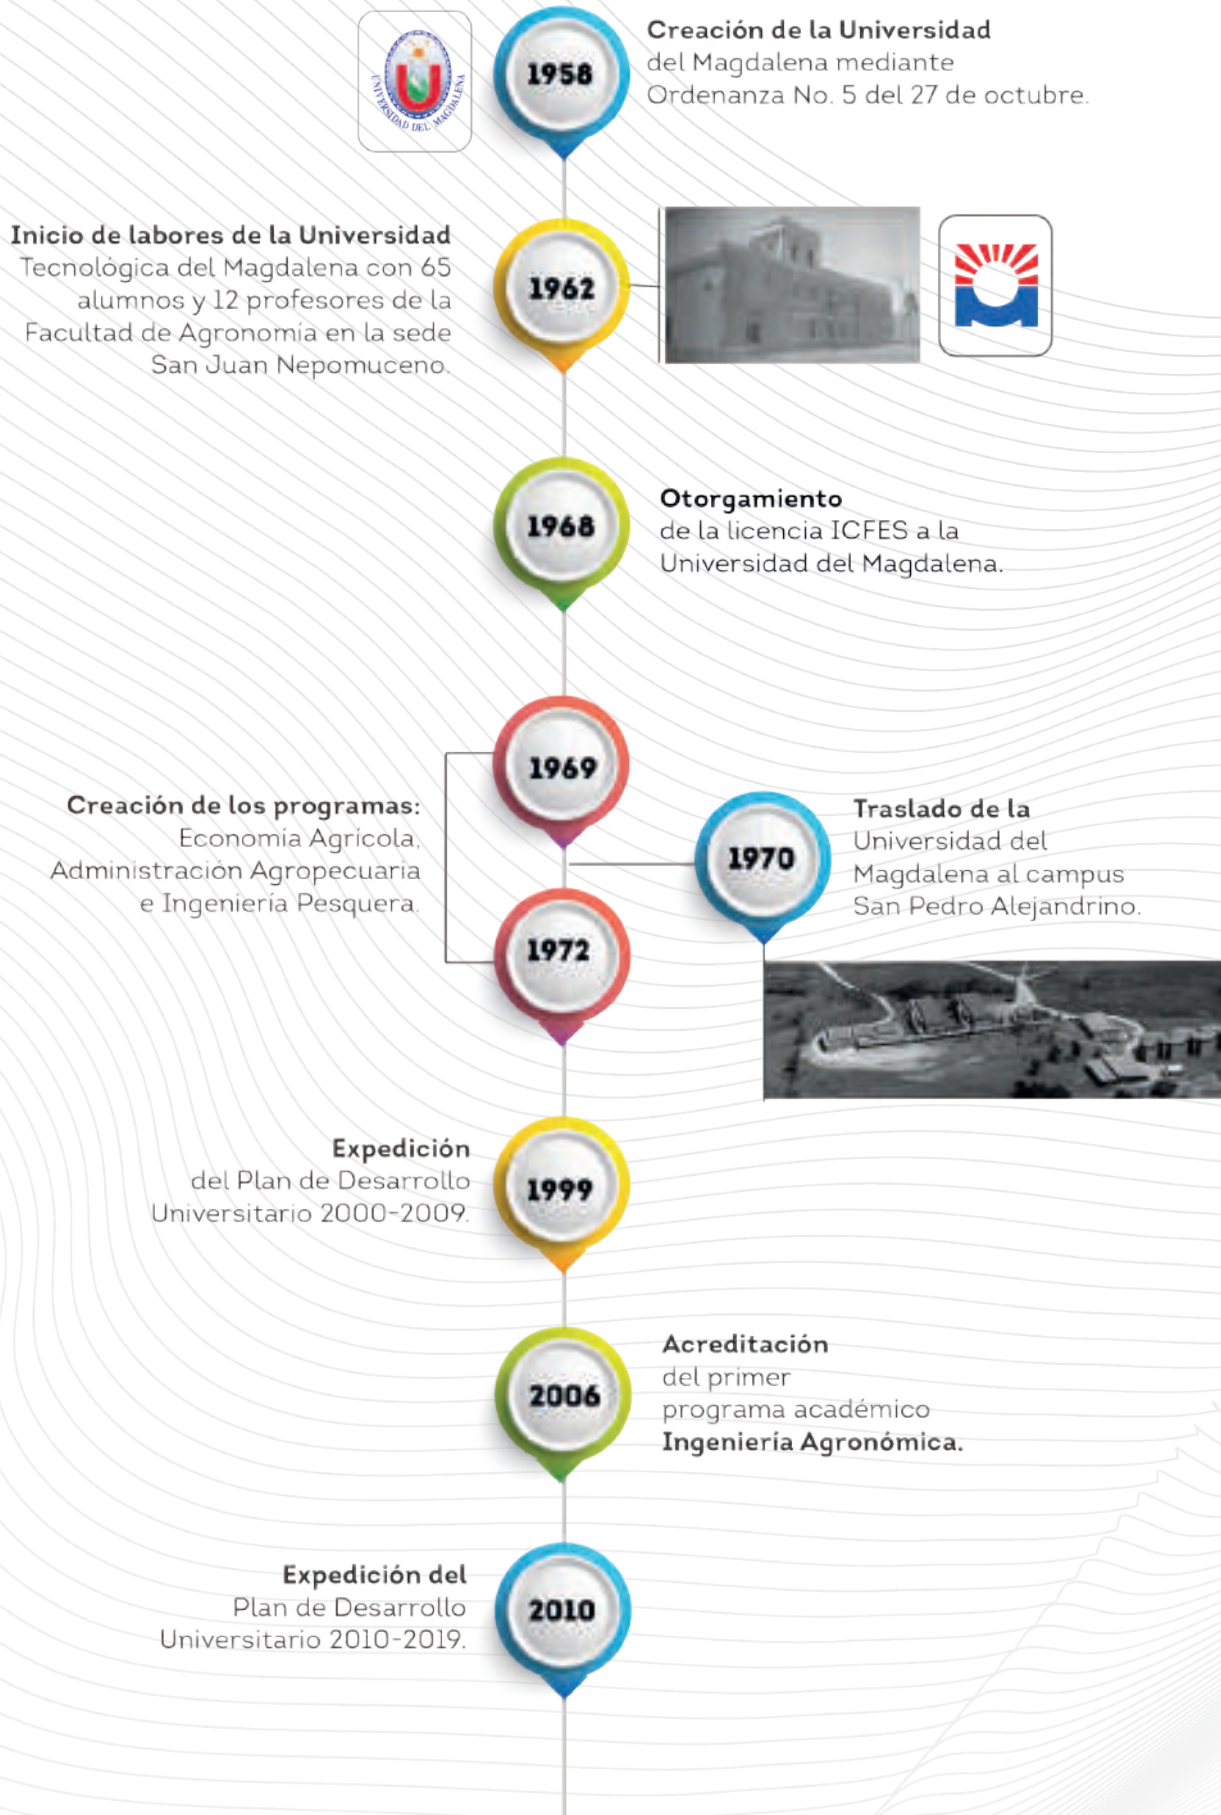 UNIVERSIDAD DEL MAGDALENA
1958
Creación de la Universidad
del Magdalena mediante
Ordenanza No. 5 del 27 de octubre.
Inicio de labores de la Universidad
Tecnológica del Magdalena con 65
alumnos y 12 profesores de la
Facultad de Agronomía en la sede
San Juan Nepomuceno.
1962
1968
Otorgamiento
de la licencia ICFES a la
Universidad del Magdalena.
1969
Creación de los programas:
Economía Agrícola,
Administración Agropecuaria
e Ingeniería Pesquera.
1972
1970
Traslado de la
Universidad del
Magdalena al campus
San Pedro Alejandrino.
Expedición
del Plan de Desarrollo
Universitario 2000-2009.
1999
2006
Acreditación
del primer
programa académico
Ingeniería Agronómica.
Expedición del
Plan de Desarrollo
Universitario 2010-2019.
2010